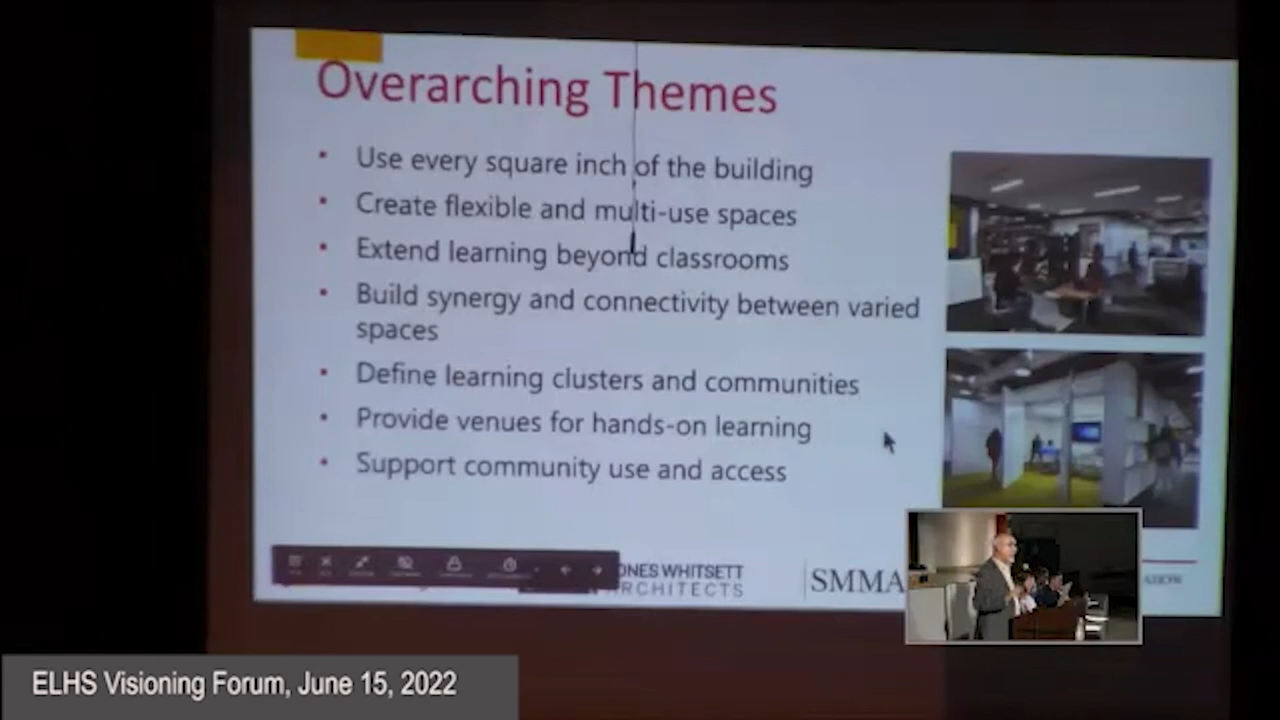 Overarching Themes
• Use every square inch of the building
• Create flexible and multi-use spaces
• Extend learning beyond classrooms
• Build synergy and connectivity between varied
spaces
• Define learning clusters and communities
• Provide venues for hands-on learning
• Support community use and access
ONES WHITSETT
RCHITECTS
SMMA
ELHS Visioning Forum, June 15, 2022